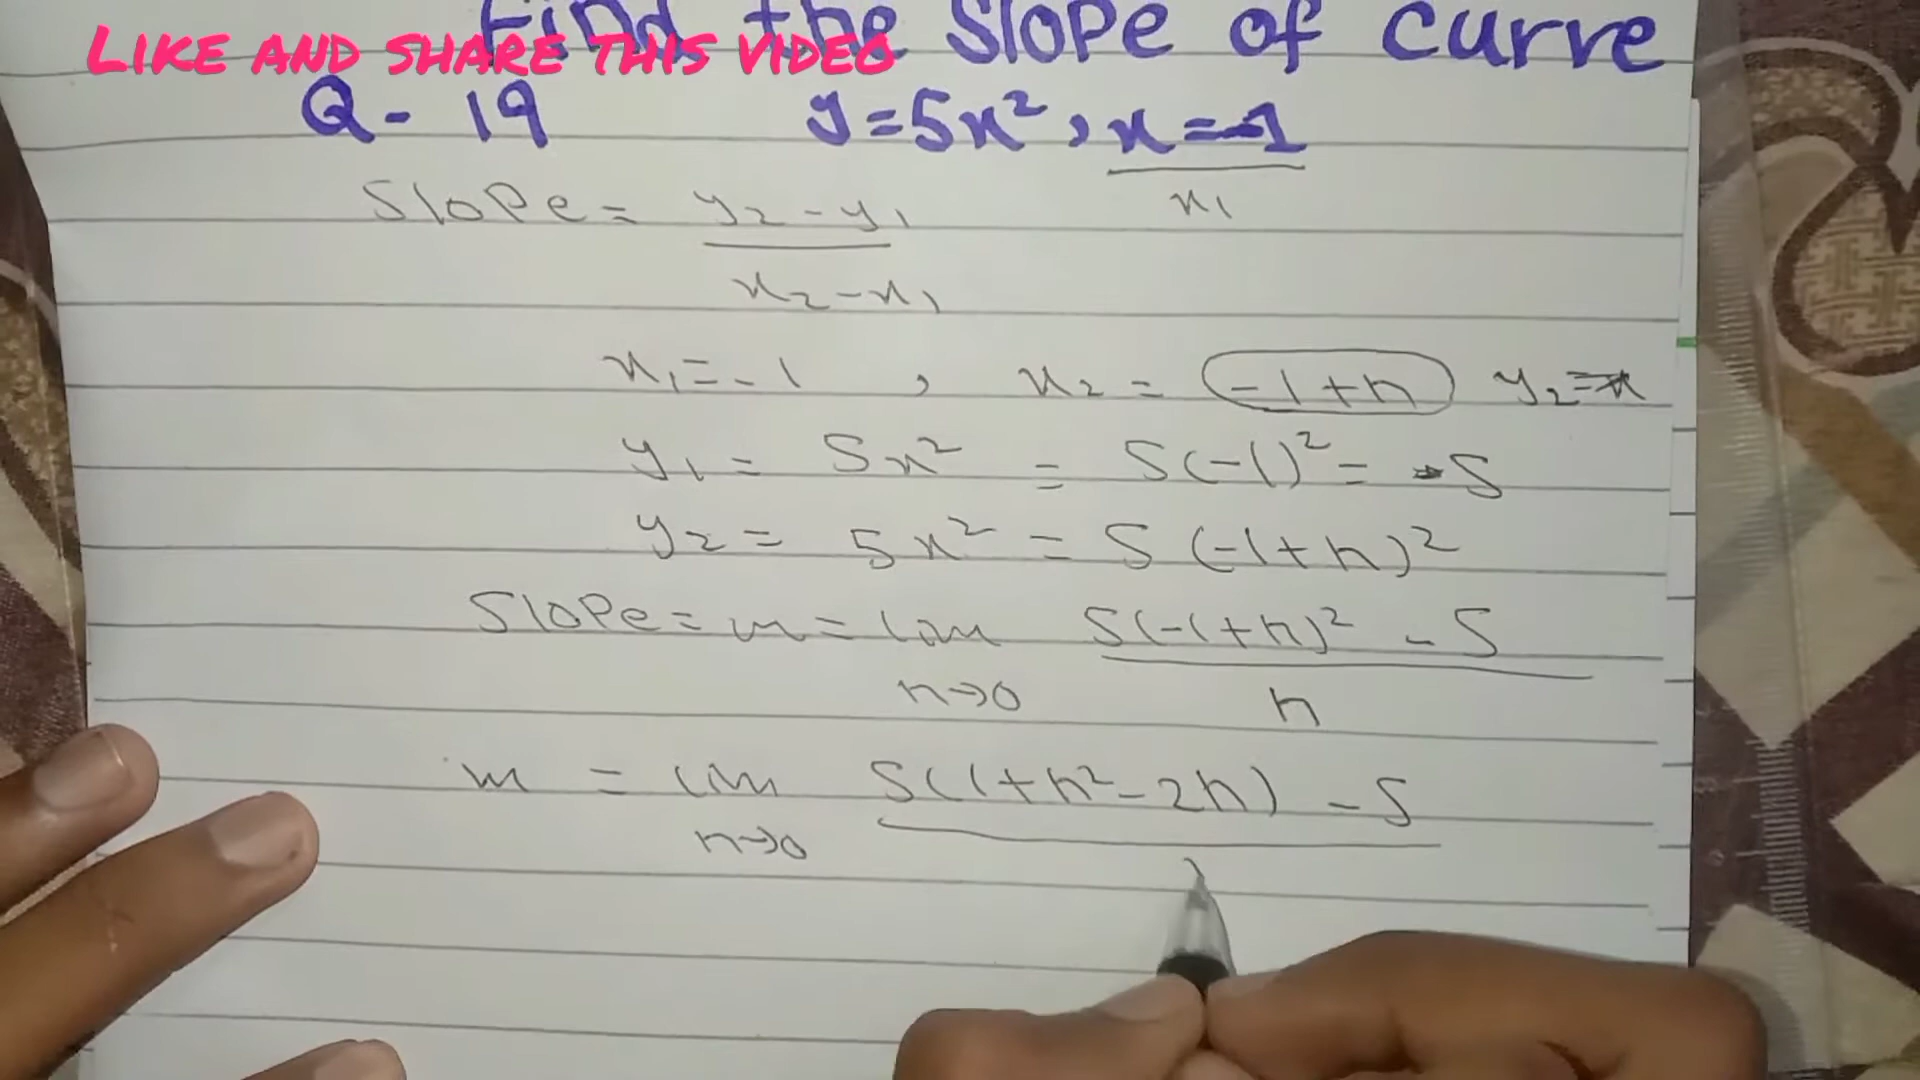 Find the Slope of curve
LIKE AND SHARE THIS VIDEO
Q- 19 y=5x², x=-1
x₁
Slope = y₂-y₁
x₂-x₁
x₁=-1 , x₂ = -1+h y₂=
y₁ = 5x² = 5(-1)² = 5
y₂ = 5x² = 5(-1+h)²
Slope = m = lim 5(-1+h)² - 5
h→0 h
m = lim 5(1+h²-2h) - 5
h→0